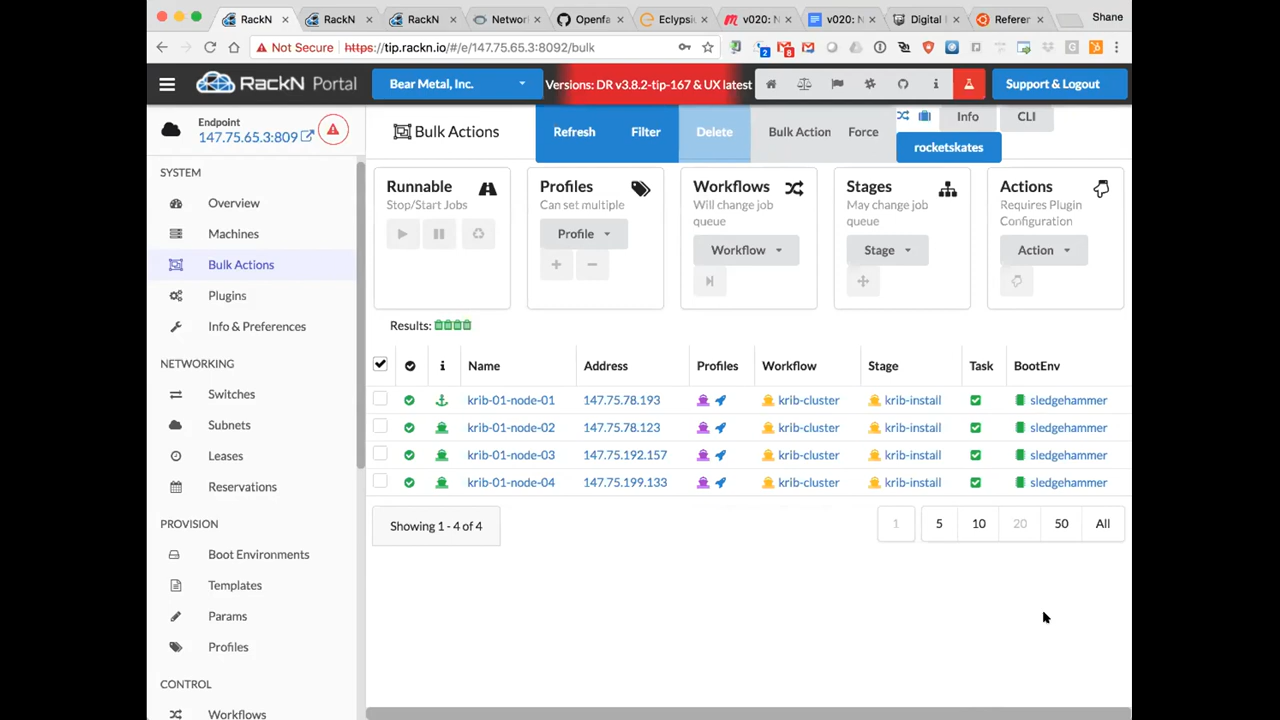 RackN
RackN
RackN
Networ
Openfa
Eclypsi
v020: N
v020: N
Digital
Referer
Shane
Not Secure
https://tip.rackn.io/#/e/147.75.65.3:8092/bulk
2
8
RackN Portal
Bear Metal, Inc.
Versions: DR v3.8.2-tip-167 & UX latest
Support & Logout
Endpoint
147.75.65.3:809
Bulk Actions
Refresh
Filter
Delete
Bulk Action
Force
Info
CLI
rocketskates
SYSTEM
Overview
Machines
Bulk Actions
Plugins
Info & Preferences
NETWORKING
Switches
Subnets
Leases
Reservations
PROVISION
Boot Environments
Templates
Params
Profiles
CONTROL
Workflows
Runnable
Stop/Start Jobs
Profiles
Can set multiple
Profile
Workflows
Will change job
queue
Workflow
Stages
May change job
queue
Stage
Actions
Requires Plugin
Configuration
Action
Results:
Name Address Profiles Workflow Stage Task BootEnv
krib-01-node-01 147.75.78.193 krib-cluster krib-install sledgehammer
krib-01-node-02 147.75.78.123 krib-cluster krib-install sledgehammer
krib-01-node-03 147.75.192.157 krib-cluster krib-install sledgehammer
krib-01-node-04 147.75.199.133 krib-cluster krib-install sledgehammer
Showing 1 - 4 of 4
1 5 10 20 50 All